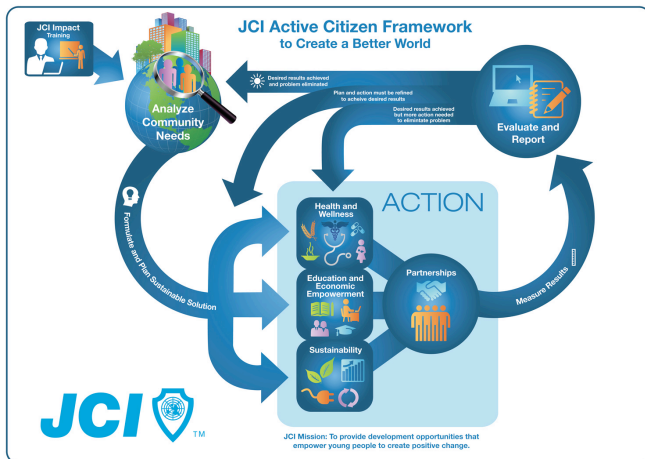 JCI Impact
Training
JCI Active Citizen Framework
to Create a Better World
Analyze
Community
Needs
Desired results achieved
and problem eliminated
Plan and action must be refined
to acheive desired results
Desired results achieved
but more action needed
to elimintate problem
Evaluate and
Report
Formulate and Plan Sustainable Solution
ACTION
Health and
Wellness
Education and
Economic
Empowerment
Sustainability
Partnerships
Measure Results
JCI
TM
JCI Mission: To provide development opportunities that
empower young people to create positive change.